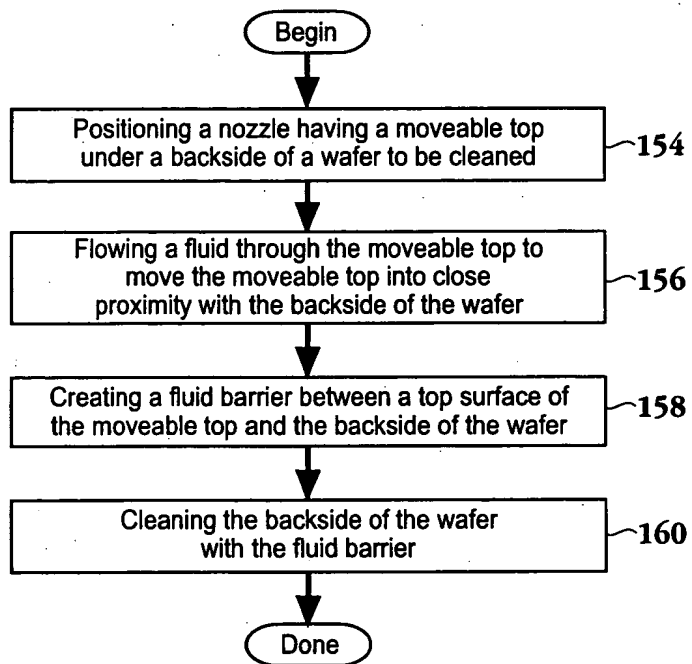 Begin
Positioning a nozzle having a moveable top
under a backside of a wafer to be cleaned
154
Flowing a fluid through the moveable top to
move the moveable top into close
proximity with the backside of the wafer
156
Creating a fluid barrier between a top surface of
the moveable top and the backside of the wafer
158
Cleaning the backside of the wafer
with the fluid barrier
160
Done